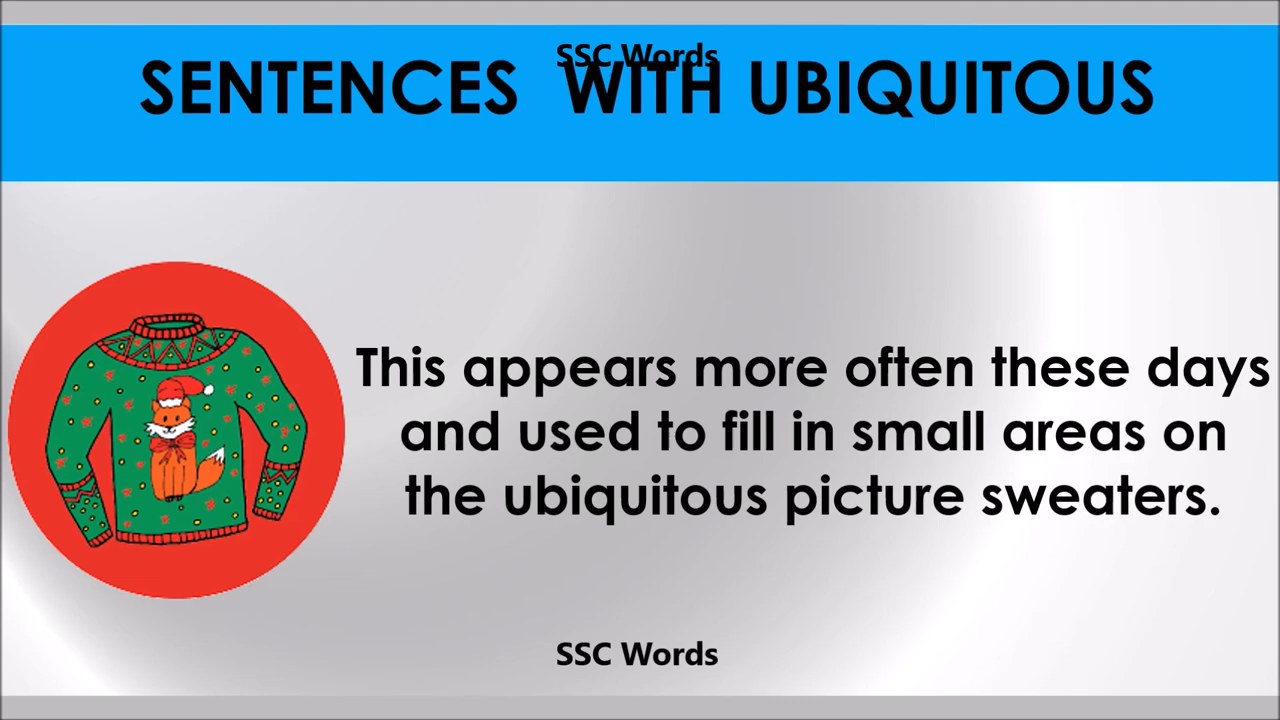 SSC Words
SENTENCES WITH UBIQUITOUS
This appears more often these days
and used to fill in small areas on
the ubiquitous picture sweaters.
SSC Words